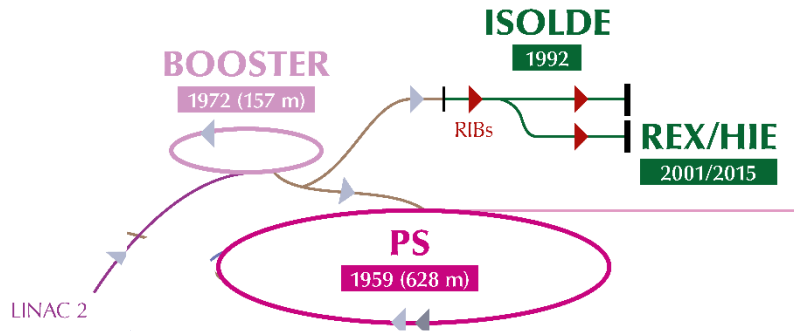 ISOLDE
1992
BOOSTER
1972 (157 m)
RIBs
REX/HIE
2001/2015
PS
1959 (628 m)
LINAC 2